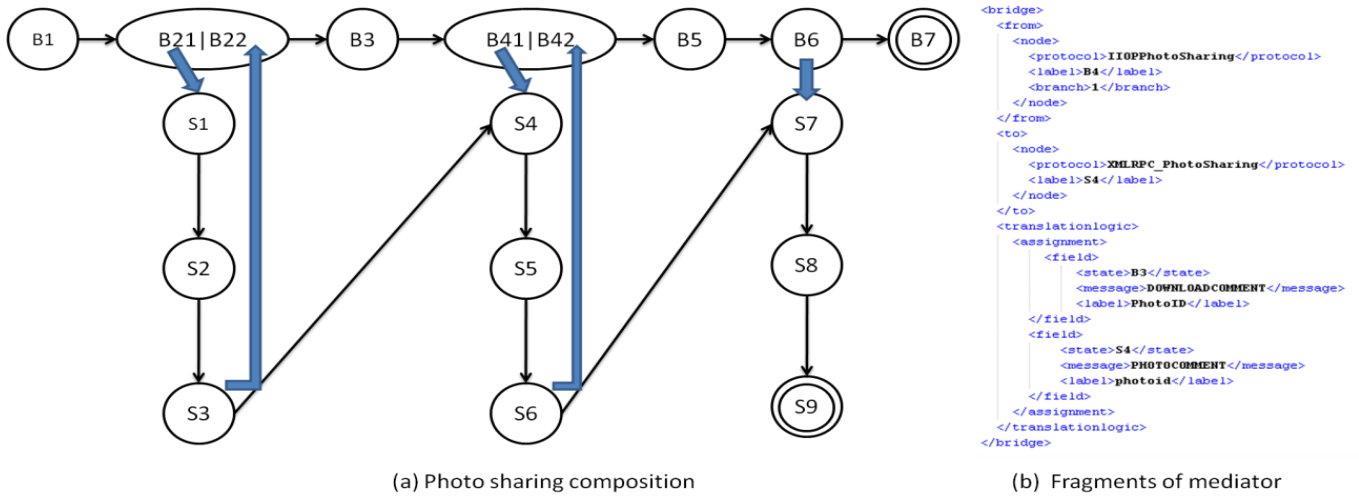 B1
B21|B22
B3
B41|B42
B5
B6
B7
S1
S4
S7
S2
S5
S8
S3
S6
S9
(a) Photo sharing composition
<bridge>
<from>
<node>
<protocol>IIOPPhotoSharing</protocol>
<label>B4</label>
<branch>1</branch>
</node>
</from>
<to>
<node>
<protocol>XMLRPC_PhotoSharing</protocol>
<label>S4</label>
</node>
</to>
<translationlogic>
<assignment>
<field>
<state>B3</state>
<message>DOWNLOADCOMMENT</message>
<label>PhotoID</label>
</field>
<field>
<state>S4</state>
<message>PHOTOCOMMENT</message>
<label>photoid</label>
</field>
</assignment>
</translationlogic>
</bridge>
(b) Fragments of mediator